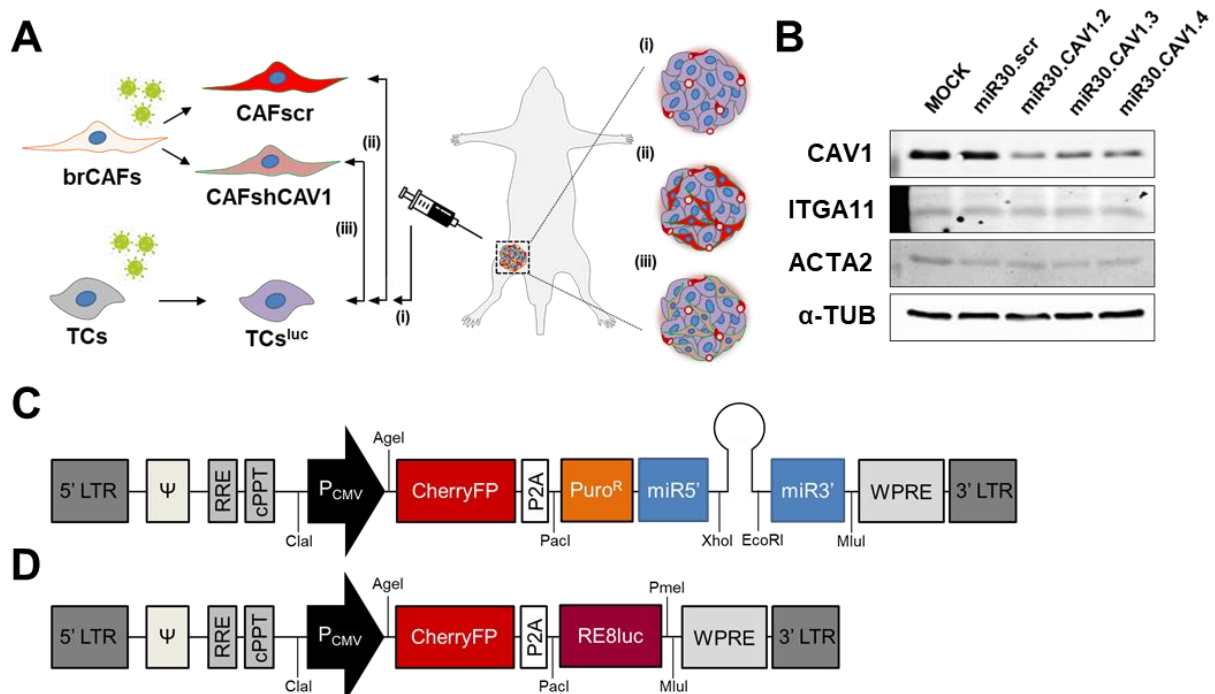 A
(i)
CAFscr
(ii)
brCAFs
CAFshCAV1
(ii)
(iii)
(iii)
TCs
TCsˡᵘᶜ
(i)
B
MOCK
miR30.scr
miR30.CAV1.2
miR30.CAV1.3
miR30.CAV1.4
CAV1
ITGA11
ACTA2
α-TUB
C
AgeI
5' LTR
Ψ
RRE
cPPT
P_CMV
CherryFP
P2A
Puroᴿ
miR5'
miR3'
WPRE
3' LTR
ClaI
PacI
XhoI
EcoRI
MluI
D
AgeI
PmeI
5' LTR
Ψ
RRE
cPPT
P_CMV
CherryFP
P2A
RE8luc
WPRE
3' LTR
ClaI
PacI
MluI